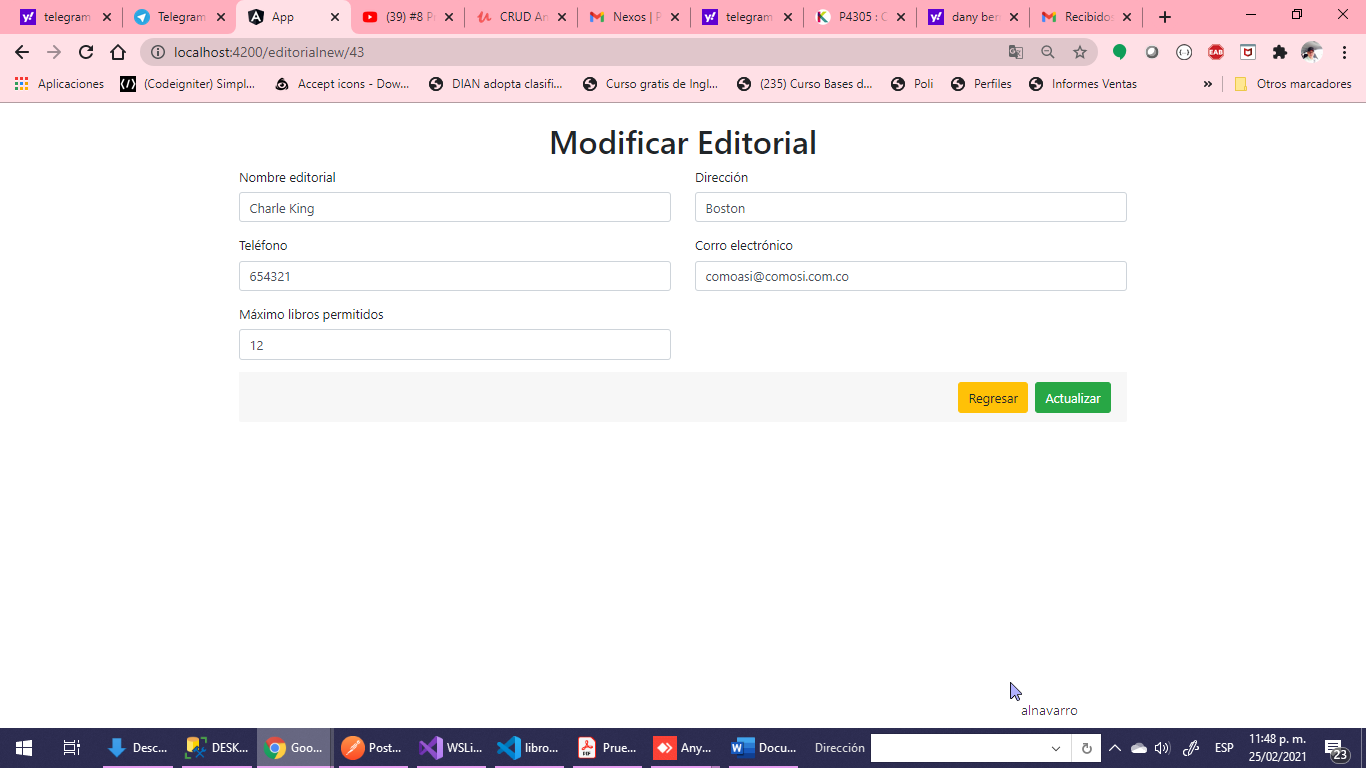 telegram
Telegram
App
(39) #8 P
CRUD An
Nexos | P
telegram
P4305 : C
dany ber
Recibidos
localhost:4200/editorialnew/43
Aplicaciones
(Codeigniter) Simpl...
Accept icons - Dow...
DIAN adopta clasifi...
Curso gratis de Ingl...
(235) Curso Bases d...
Poli
Perfiles
Informes Ventas
»
Otros marcadores
Modificar Editorial
Nombre editorial
Dirección
Charle King
Boston
Teléfono
Corro electrónico
654321
comoasi@comosi.com.co
Máximo libros permitidos
12
Regresar
Actualizar
alnavarro
Desc...
DESK...
Goo...
Post...
WSLi...
libro...
Prue...
Any...
Docu...
Dirección
ESP
11:48 p. m.
25/02/2021
23